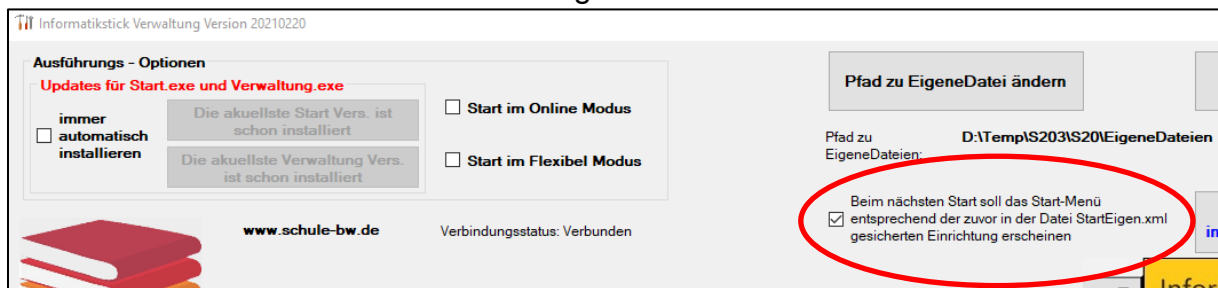 Informatikstick Verwaltung Version 20210220
Ausführungs - Optionen
Updates für Start.exe und Verwaltung.exe
immer
automatisch
installieren
Die akuellste Start Vers. ist
schon installiert
Die akuellste Verwaltung Vers.
ist schon installiert
Start im Online Modus
Start im Flexibel Modus
www.schule-bw.de
Verbindungsstatus: Verbunden
Pfad zu EigeneDatei ändern
Pfad zu
EigeneDateien:
D:\Temp\S203\S20\EigeneDateien
Beim nächsten Start soll das Start-Menü
entsprechend der zuvor in der Datei StartEigen.xml
gesicherten Einrichtung erscheinen